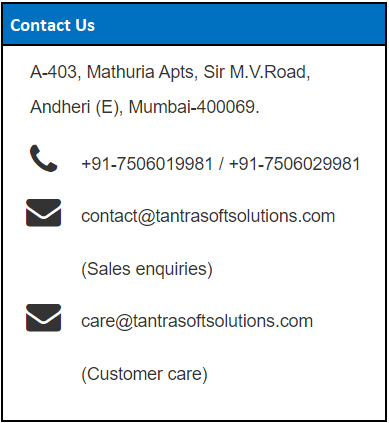 Contact Us
A-403, Mathuria Apts, Sir M.V.Road,
Andheri (E), Mumbai-400069.
+91-7506019981 / +91-7506029981
contact@tantrasoftsolutions.com
(Sales enquiries)
care@tantrasoftsolutions.com
(Customer care)